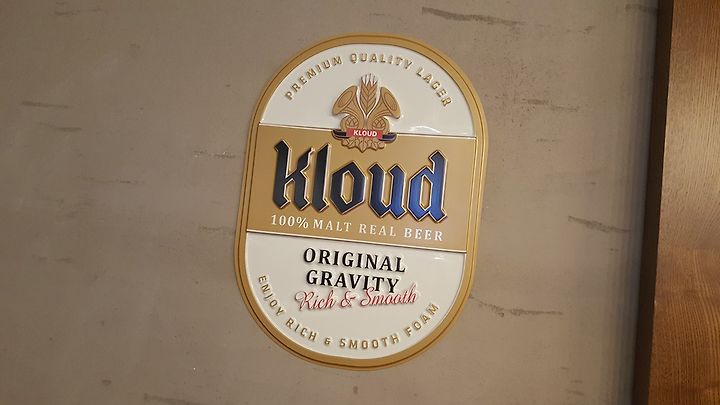 PREMIUM QUALITY LAGER
KLOUD
Kloud
100% MALT REAL BEER
ORIGINAL
GRAVITY
Rich & Smooth
ENJOY RICH & SMOOTH FOAM